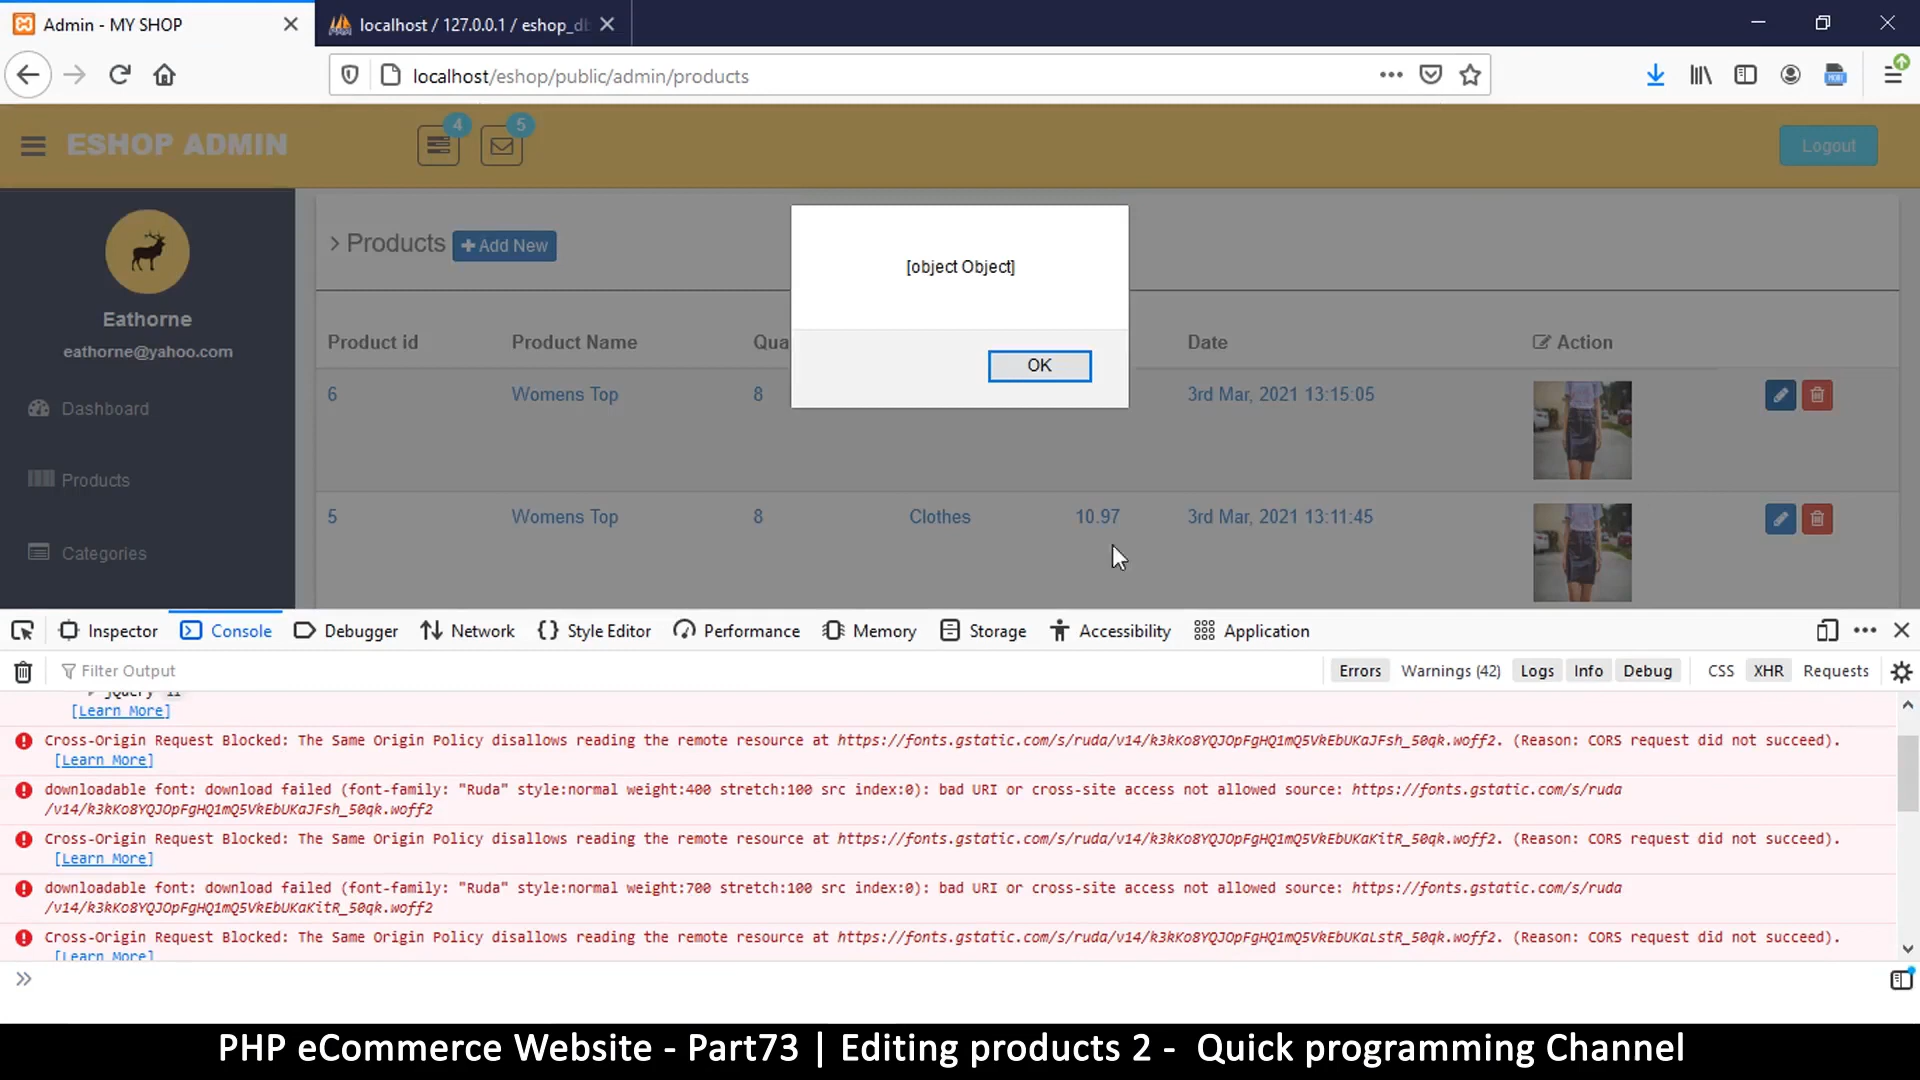 Admin - MY SHOP
localhost / 127.0.0.1 / eshop_db
localhost/eshop/public/admin/products
ESHOP ADMIN
4
5
Logout
Eathorne
eathorne@yahoo.com
Dashboard
Products
Categories
Products
Add New
[object Object]
OK
Product id
Product Name
Qua
Date
Action
6
Womens Top
8
3rd Mar, 2021 13:15:05
5
Womens Top
8
Clothes
10.97
3rd Mar, 2021 13:11:45
Inspector
Console
Debugger
Network
Style Editor
Performance
Memory
Storage
Accessibility
Application
Filter Output
Errors
Warnings (42)
Logs
Info
Debug
CSS
XHR
Requests
jQuery 11
[Learn More]
Cross-Origin Request Blocked: The Same Origin Policy disallows reading the remote resource at https://fonts.gstatic.com/s/ruda/v14/k3kKo8YQJOpFgHQ1mQ5VkEbUKaJFsh_50qk.woff2. (Reason: CORS request did not succeed).
[Learn More]
downloadable font: download failed (font-family: "Ruda" style:normal weight:400 stretch:100 src index:0): bad URI or cross-site access not allowed source: https://fonts.gstatic.com/s/ruda
/v14/k3kKo8YQJOpFgHQ1mQ5VkEbUKaJFsh_50qk.woff2
Cross-Origin Request Blocked: The Same Origin Policy disallows reading the remote resource at https://fonts.gstatic.com/s/ruda/v14/k3kKo8YQJOpFgHQ1mQ5VkEbUKaKitR_50qk.woff2. (Reason: CORS request did not succeed).
[Learn More]
downloadable font: download failed (font-family: "Ruda" style:normal weight:700 stretch:100 src index:0): bad URI or cross-site access not allowed source: https://fonts.gstatic.com/s/ruda
/v14/k3kKo8YQJOpFgHQ1mQ5VkEbUKaKitR_50qk.woff2
Cross-Origin Request Blocked: The Same Origin Policy disallows reading the remote resource at https://fonts.gstatic.com/s/ruda/v14/k3kKo8YQJOpFgHQ1mQ5VkEbUKaLstR_50qk.woff2. (Reason: CORS request did not succeed).
[Learn More]
PHP eCommerce Website - Part73 | Editing products 2 - Quick programming Channel